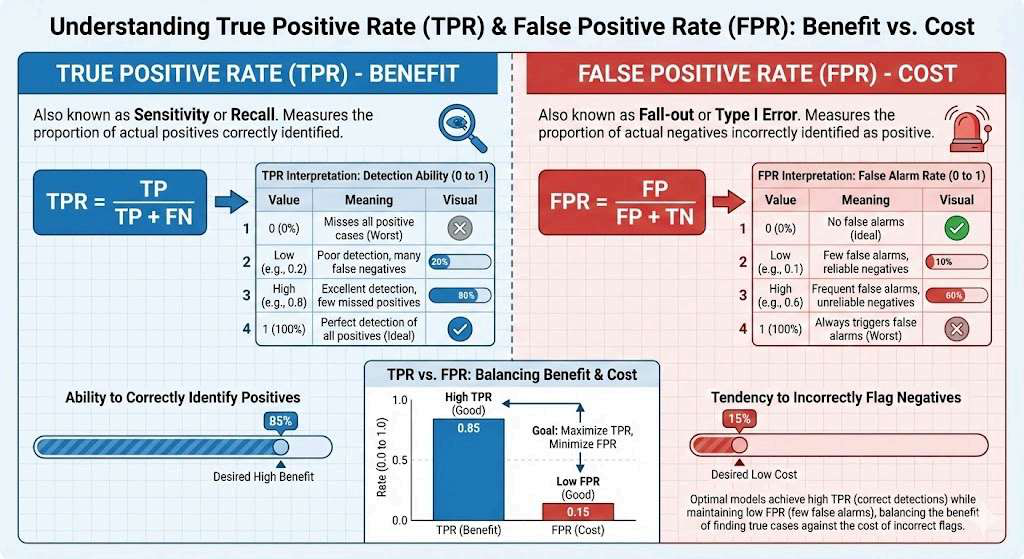 Understanding True Positive Rate (TPR) & False Positive Rate (FPR): Benefit vs. Cost
TRUE POSITIVE RATE (TPR) - BENEFIT
Also known as Sensitivity or Recall. Measures the
proportion of actual positives correctly identified.
TPR = TP / TP + FN
TPR Interpretation: Detection Ability (0 to 1)
Value Meaning Visual
1 0 (0%) Misses all positive
cases (Worst)
2 Low
(e.g., 0.2) Poor detection, many
false negatives 20%
3 High
(e.g., 0.8) Excellent detection,
few missed positives 80%
4 1 (100%) Perfect detection of
all positives (Ideal)
Ability to Correctly Identify Positives
85%
Desired High Benefit
FALSE POSITIVE RATE (FPR) - COST
Also known as Fall-out or Type I Error. Measures the
proportion of actual negatives incorrectly identified as positive.
FPR = FP / FP + TN
FPR Interpretation: False Alarm Rate (0 to 1)
Value Meaning Visual
1 0 (0%) No false alarms
(Ideal)
2 Low
(e.g., 0.1) Few false alarms,
reliable negatives 10%
3 High
(e.g., 0.6) Frequent false alarms,
unreliable negatives 60%
4 1 (100%) Always triggers false
alarms (Worst)
TPR vs. FPR: Balancing Benefit & Cost
Rate (0.0 to 1.0)
1.0
0.5
0.0
High TPR
(Good)
0.85
Goal: Maximize TPR,
Minimize FPR
Low FPR
(Good)
0.15
TPR (Benefit) FPR (Cost)
Tendency to Incorrectly Flag Negatives
15%
Desired Low Cost
Optimal models achieve high TPR (correct detections) while
maintaining low FPR (few false alarms), balancing the benefit
of finding true cases against the cost of incorrect flags.